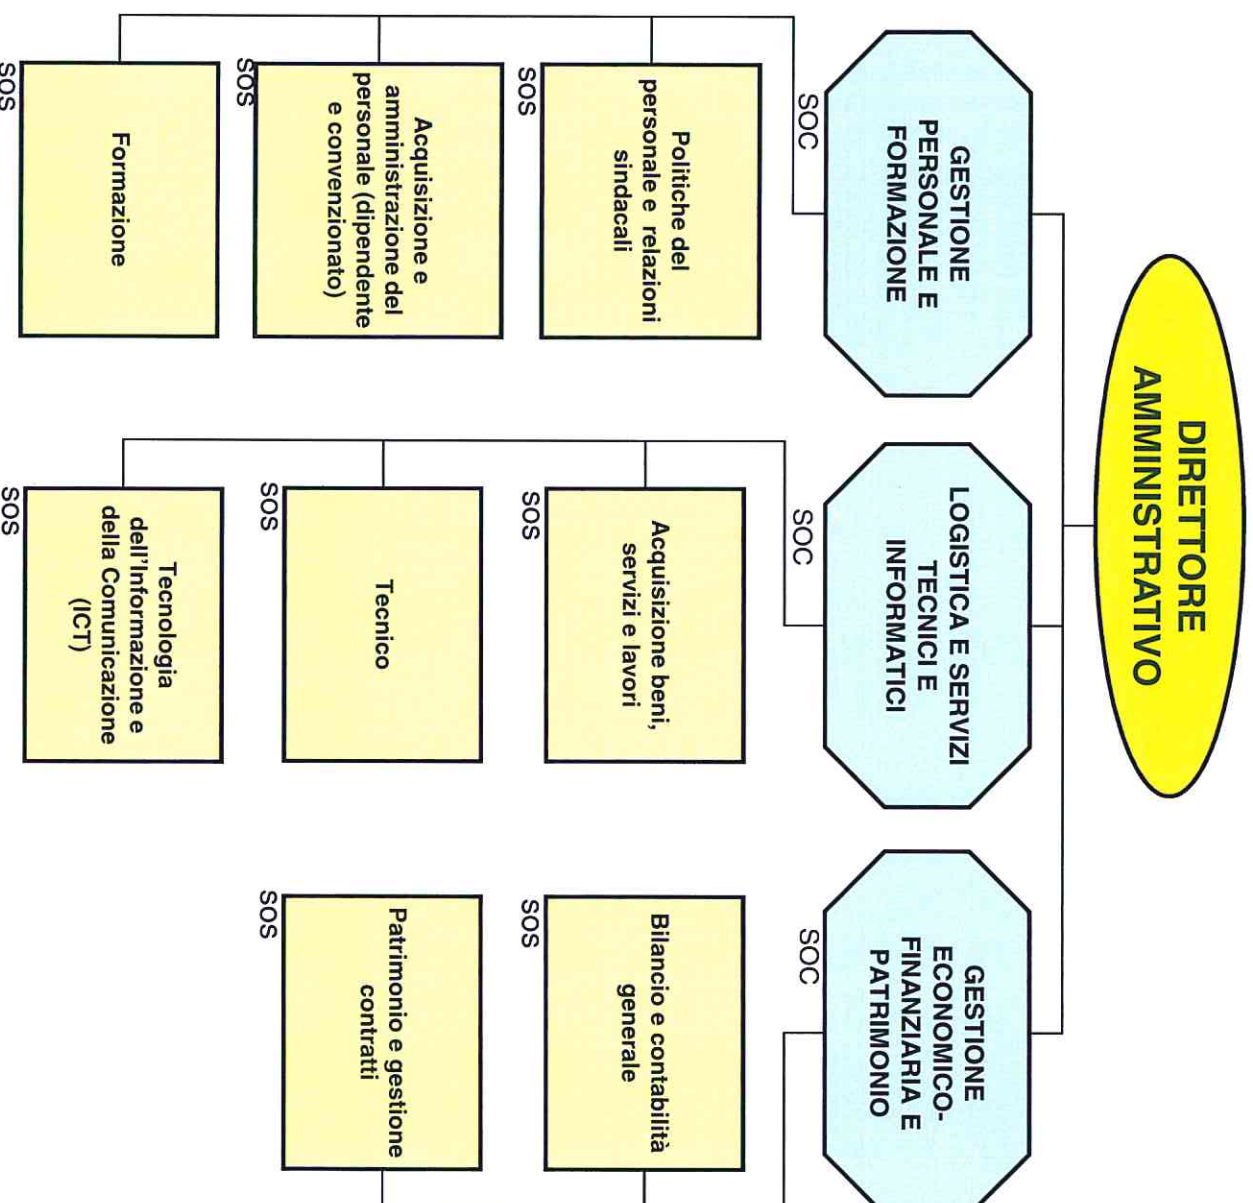 DIRETTORE
AMMINISTRATIVO
GESTIONE
PERSONALE E
FORMAZIONE
SOC
Politiche del
personale e relazioni
sindacali
SOS
Acquisizione e
amministrazione del
personale (dipendente
e convenzionato)
SOS
Formazione
SOS
LOGISTICA E SERVIZI
TECNICI E
INFORMATICI
SOC
Acquisizione beni,
servizi e lavori
SOS
Tecnico
SOS
Tecnologia
dell'Informazione e
della Comunicazione
(ICT)
SOS
GESTIONE
ECONOMICO-
FINANZIARIA E
PATRIMONIO
SOC
Bilancio e contabilità
generale
SOS
Patrimonio e gestione
contratti
SOS